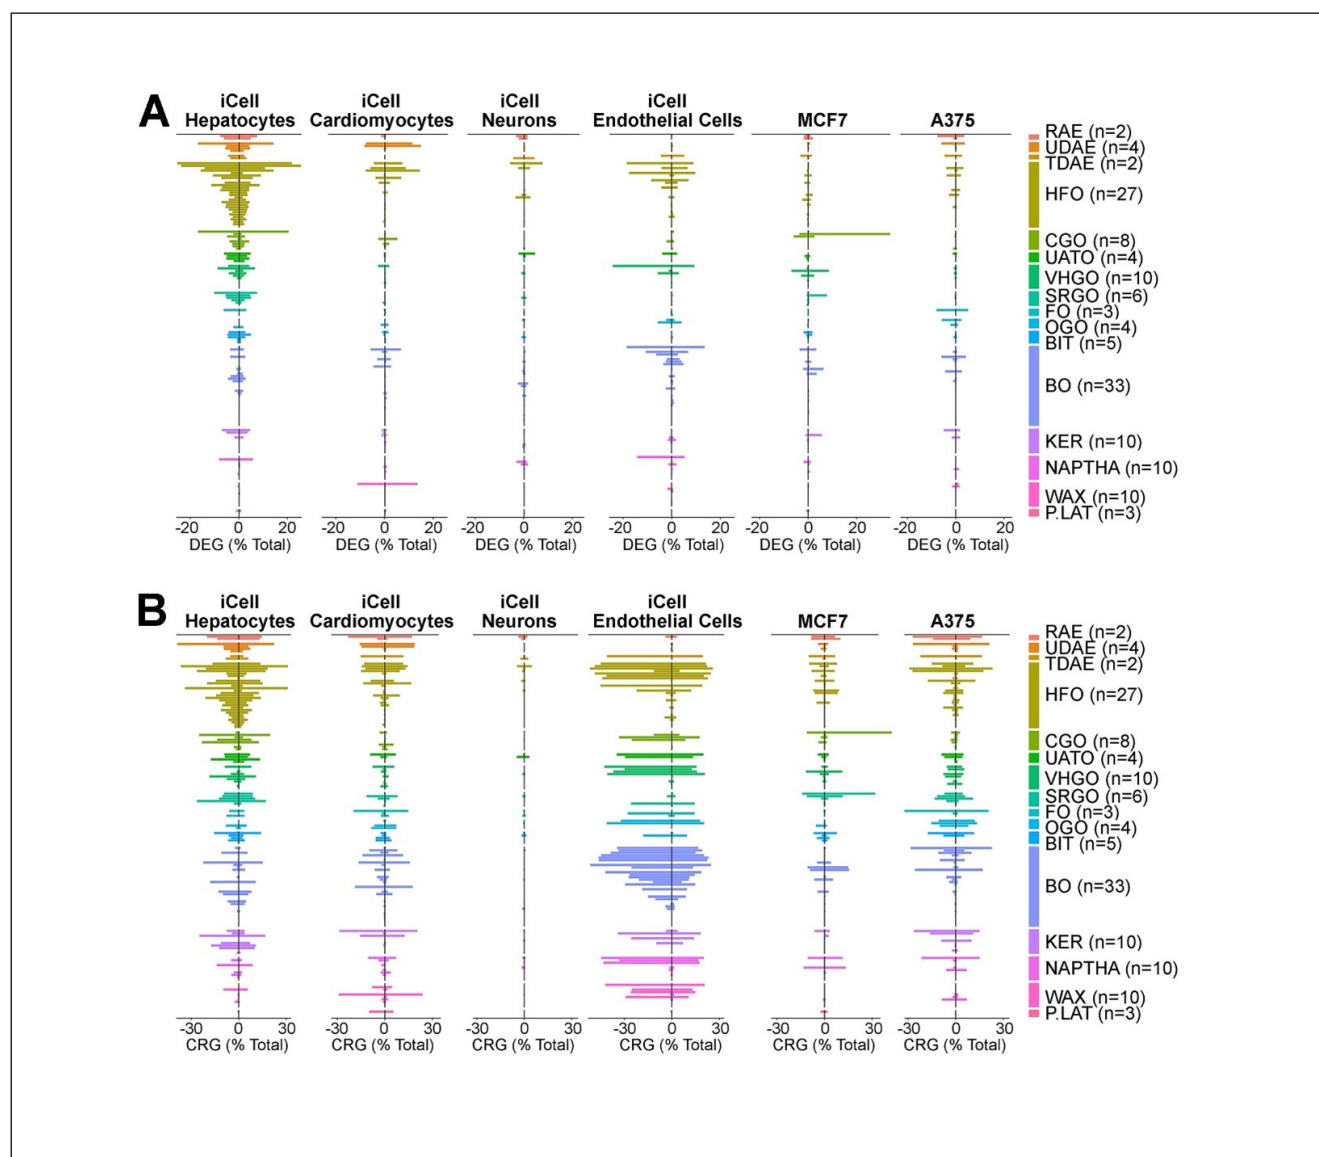 A
iCell Hepatocytes
iCell Cardiomyocytes
iCell Neurons
iCell Endothelial Cells
MCF7
A375
RAE (n=2)
UDAE (n=4)
TDAE (n=2)
HFO (n=27)
CGO (n=8)
UATO (n=4)
VHGO (n=10)
SRGO (n=6)
FO (n=3)
OGO (n=4)
BIT (n=5)
BO (n=33)
KER (n=10)
NAPTHA (n=10)
WAX (n=10)
P.LAT (n=3)
-20 0 20 -20 0 20 -20 0 20 -20 0 20 -20 0 20 -20 0 20
DEG (% Total) DEG (% Total) DEG (% Total) DEG (% Total) DEG (% Total) DEG (% Total)
B
iCell Hepatocytes
iCell Cardiomyocytes
iCell Neurons
iCell Endothelial Cells
MCF7
A375
RAE (n=2)
UDAE (n=4)
TDAE (n=2)
HFO (n=27)
CGO (n=8)
UATO (n=4)
VHGO (n=10)
SRGO (n=6)
FO (n=3)
OGO (n=4)
BIT (n=5)
BO (n=33)
KER (n=10)
NAPTHA (n=10)
WAX (n=10)
P.LAT (n=3)
-30 0 30 -30 0 30 -30 0 30 -30 0 30 -30 0 30 -30 0 30
CRG (% Total) CRG (% Total) CRG (% Total) CRG (% Total) CRG (% Total) CRG (% Total)